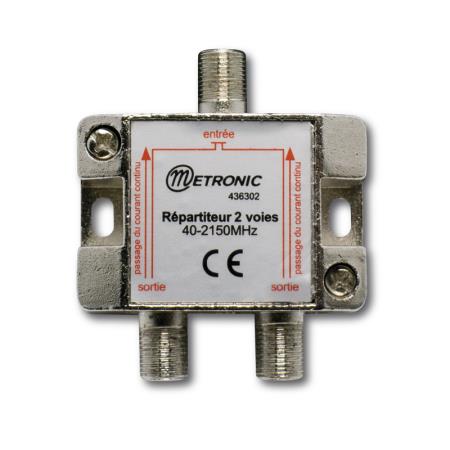 entrée
METRONIC
436302
Répartiteur 2 voies
40-2150MHz
CE
passage du courant continu
passage du courant continu
sortie
sortie